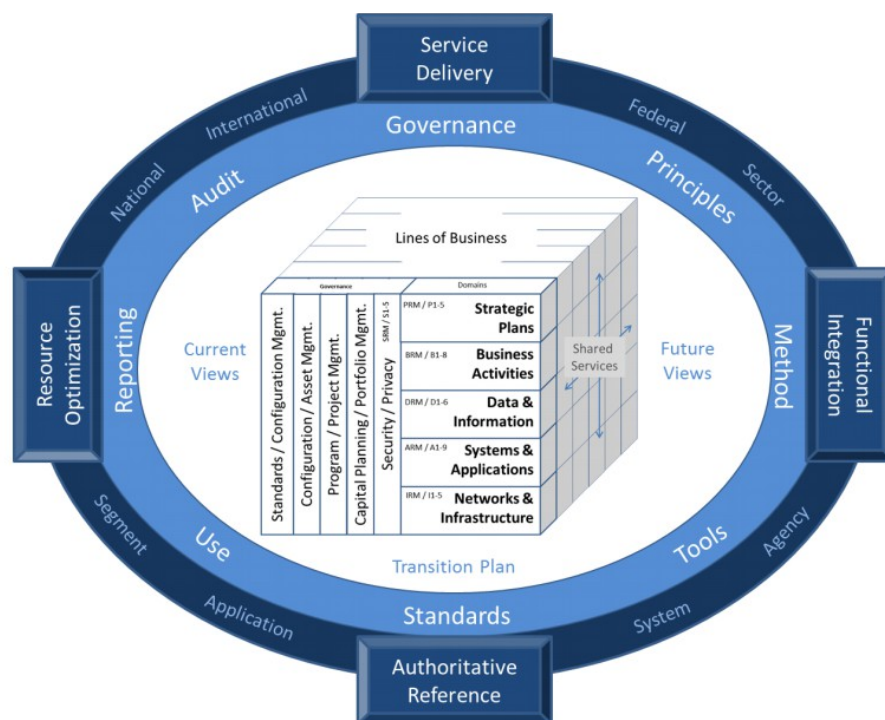 Service
Delivery
International
Federal
Governance
National
Audit
Principles
Sector
Lines of Business
Governance
Domains
Resource
Optimization
Reporting
Current
Views
Standards / Configuration Mgmt.
Configuration / Asset Mgmt.
Program / Project Mgmt.
Capital Planning / Portfolio Mgmt.
Security / Privacy
SRM / S1-5
PRM / P1-5
Strategic
Plans
BRM / B1-8
Business
Activities
DRM / D1-6
Data &
Information
ARM / A1-9
Systems &
Applications
IRM / I1-5
Networks &
Infrastructure
Shared
Services
Future
Views
Method
Functional
Integration
Segment
Use
Transition Plan
Tools
Agency
Application
Standards
System
Authoritative
Reference